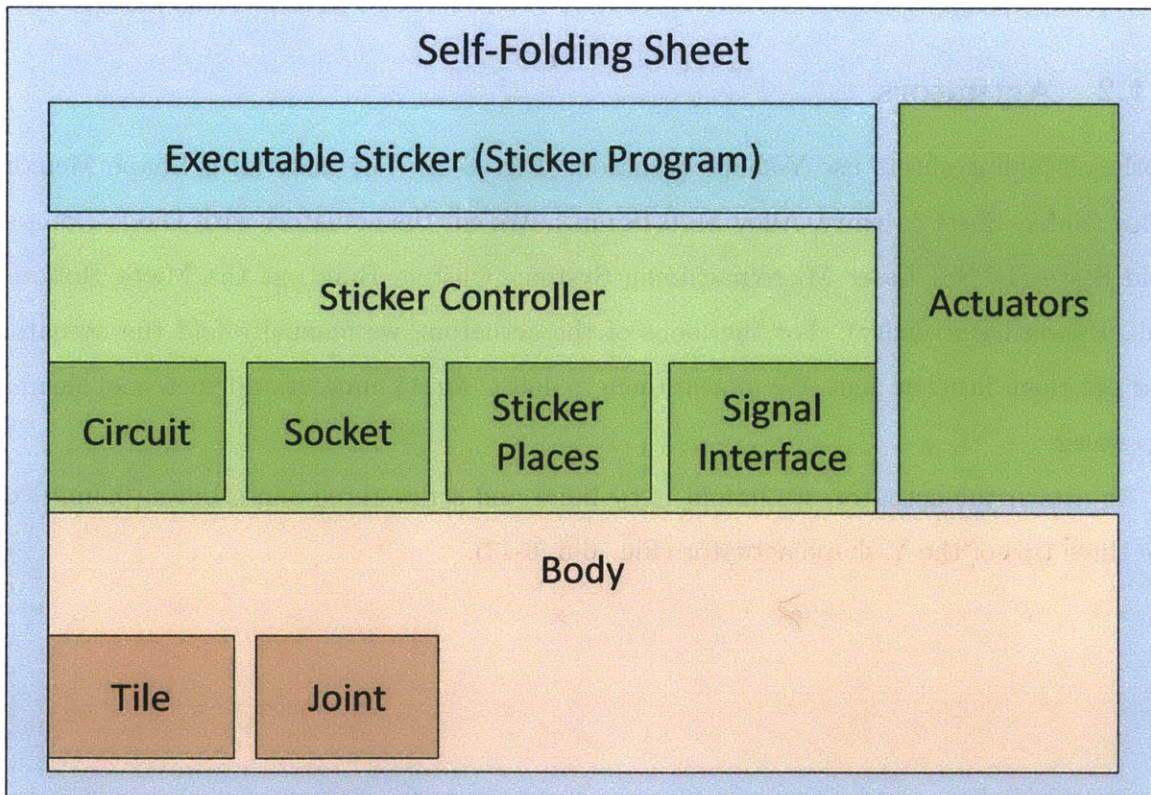 Self-Folding Sheet
Executable Sticker (Sticker Program)
Sticker Controller
Actuators
Circuit
Socket
Sticker
Places
Signal
Interface
Body
Tile
Joint